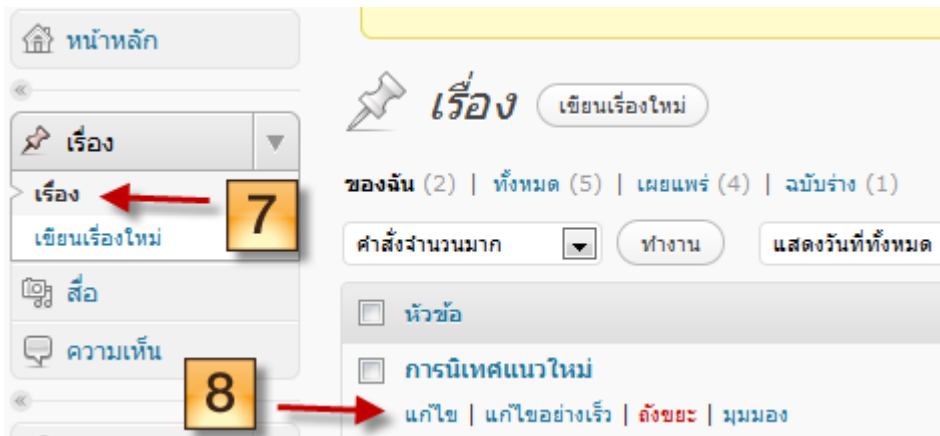 หน้าหลัก
เรื่อง
เรื่อง
7
เขียนเรื่องใหม่
สื่อ
ความเห็น
8
เรื่อง เขียนเรื่องใหม่
ของฉัน (2) | ทั้งหมด (5) | เผยแพร่ (4) | ฉบับร่าง (1)
คำสั่งจำนวนมาก ทำงาน แสดงวันที่ทั้งหมด
หัวข้อ
การนิเทศแนวใหม่
แก้ไข | แก้ไขอย่างเร็ว | ถังขยะ | มุมมอง